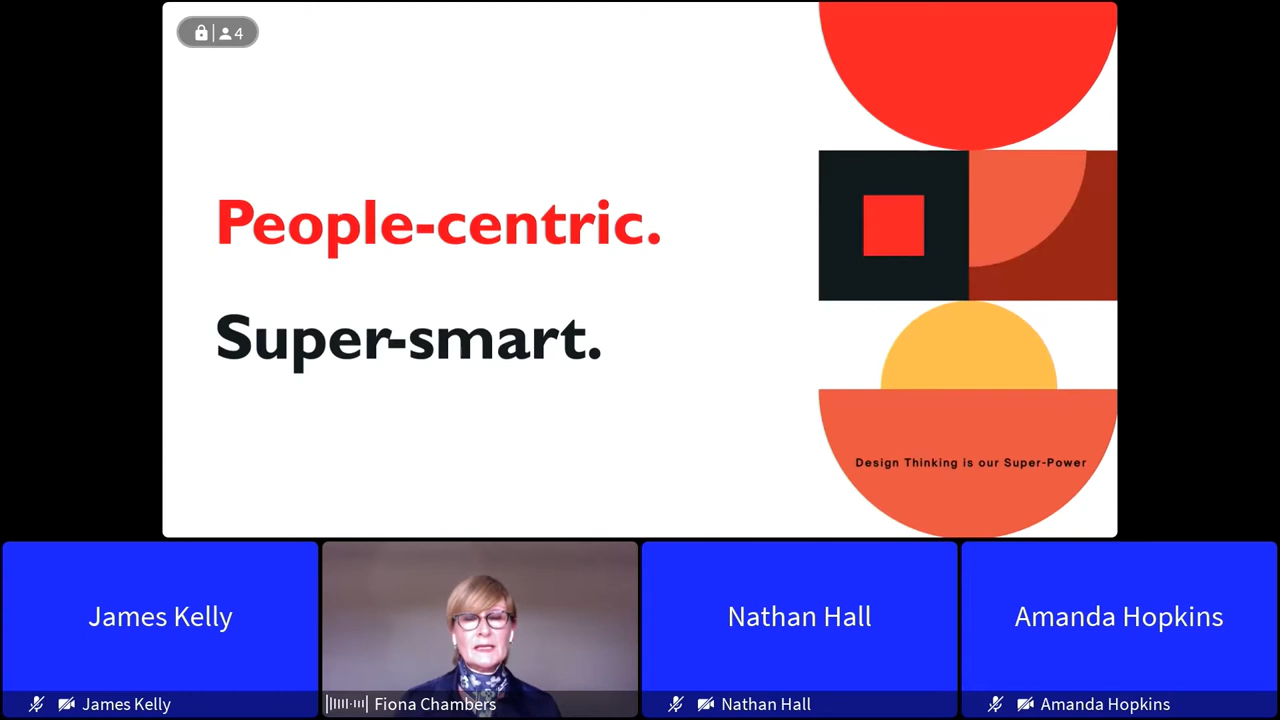 4
People-centric.
Super-smart.
Design Thinking is our Super-Power
James Kelly
Nathan Hall
Amanda Hopkins
James Kelly
Fiona Chambers
Nathan Hall
Amanda Hopkins